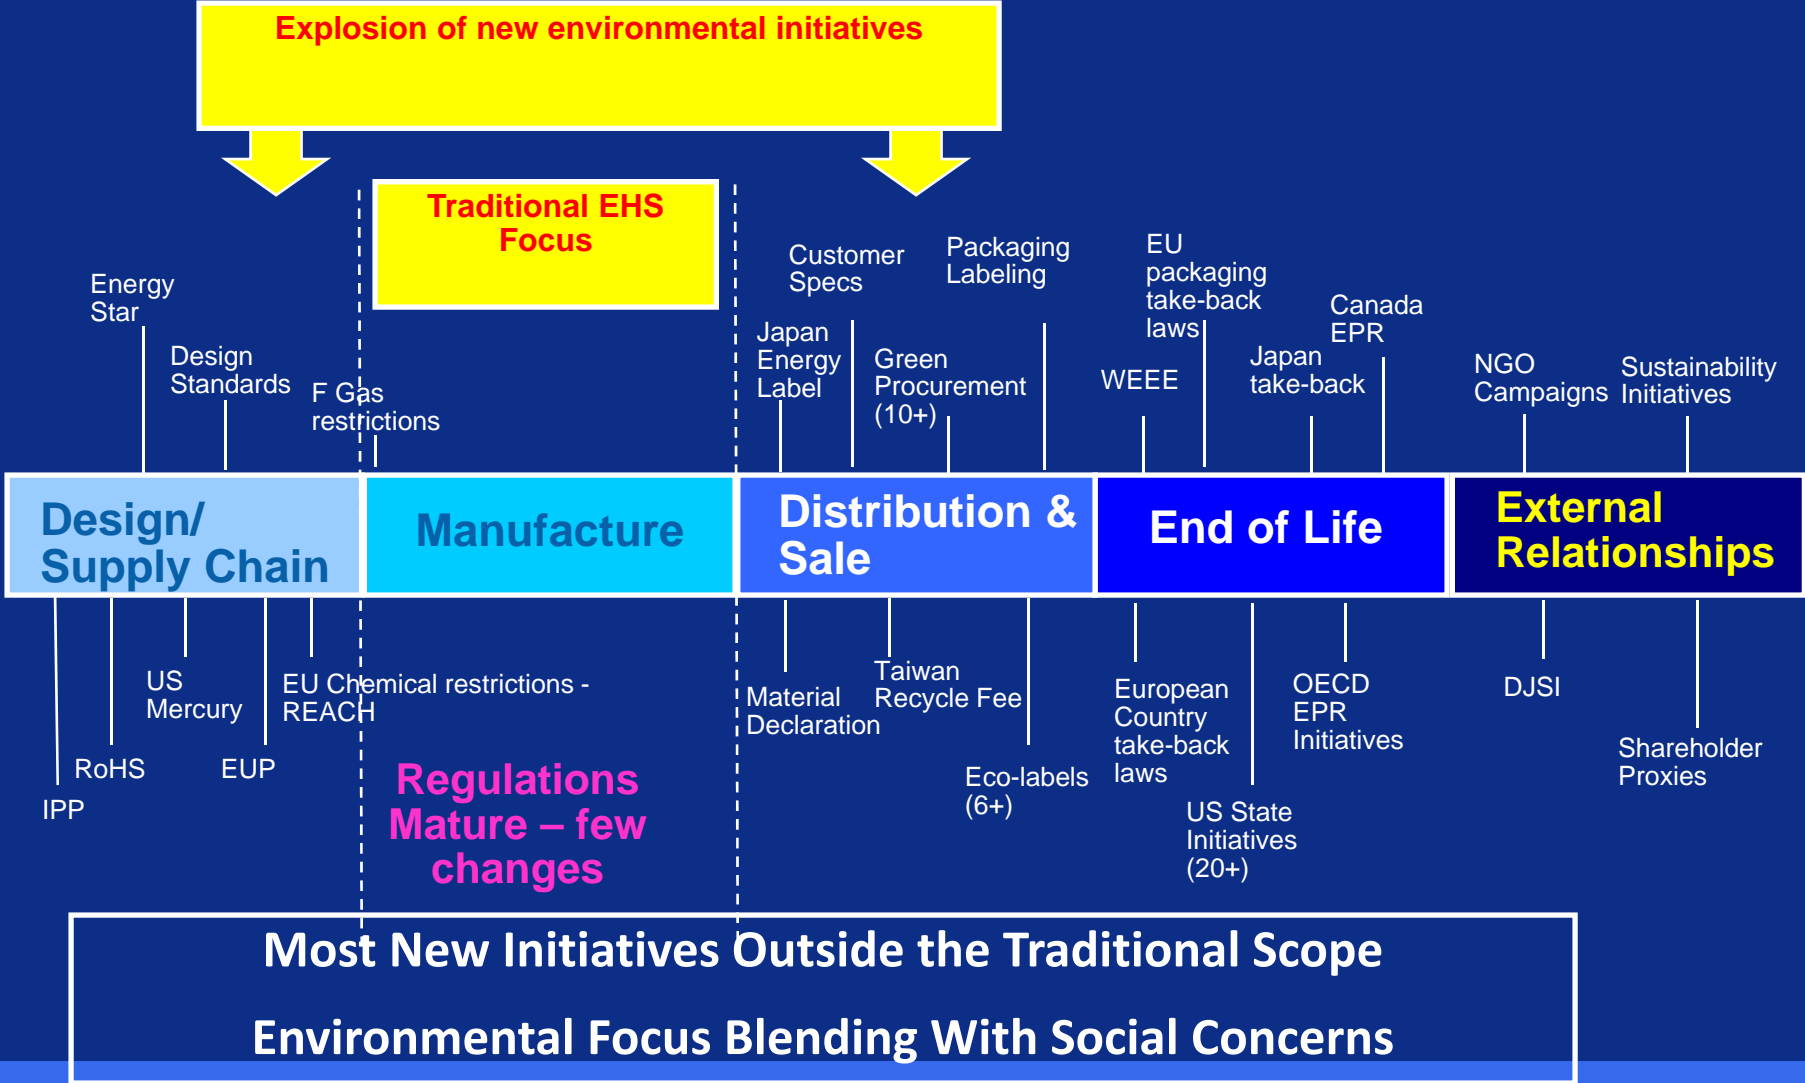 Explosion of new environmental initiatives
Traditional EHS
Focus
Energy
Star
Design
Standards
F Gas
restrictions
Customer
Specs
Packaging
Labeling
Japan
Energy
Label
Green
Procurement
(10+)
EU
packaging
take-back
laws
WEEE
Japan
take-back
Canada
EPR
NGO
Campaigns
Sustainability
Initiatives
Design/
Supply Chain
Manufacture
Distribution &
Sale
End of Life
External
Relationships
IPP
RoHS
US
Mercury
EUP
EU Chemical restrictions -
REACH
Regulations
Mature – few
changes
Material
Declaration
Taiwan
Recycle Fee
Eco-labels
(6+)
European
Country
take-back
laws
US State
Initiatives
(20+)
OECD
EPR
Initiatives
DJSI
Shareholder
Proxies
Most New Initiatives Outside the Traditional Scope
Environmental Focus Blending With Social Concerns